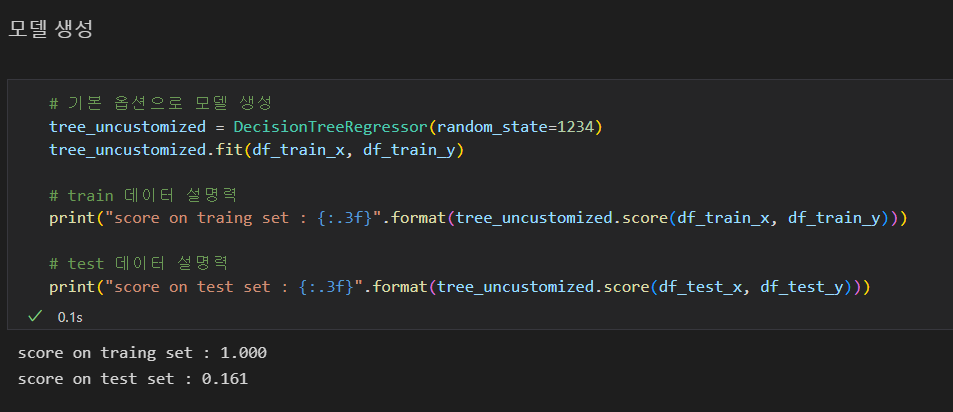 모델 생성
# 기본 옵션으로 모델 생성
tree_uncustomized = DecisionTreeRegressor(random_state=1234)
tree_uncustomized.fit(df_train_x, df_train_y)
# train 데이터 설명력
print("score on traing set : {:.3f}".format(tree_uncustomized.score(df_train_x, df_train_y)))
# test 데이터 설명력
print("score on test set : {:.3f}".format(tree_uncustomized.score(df_test_x, df_test_y)))
0.1s
score on traing set : 1.000
score on test set : 0.161